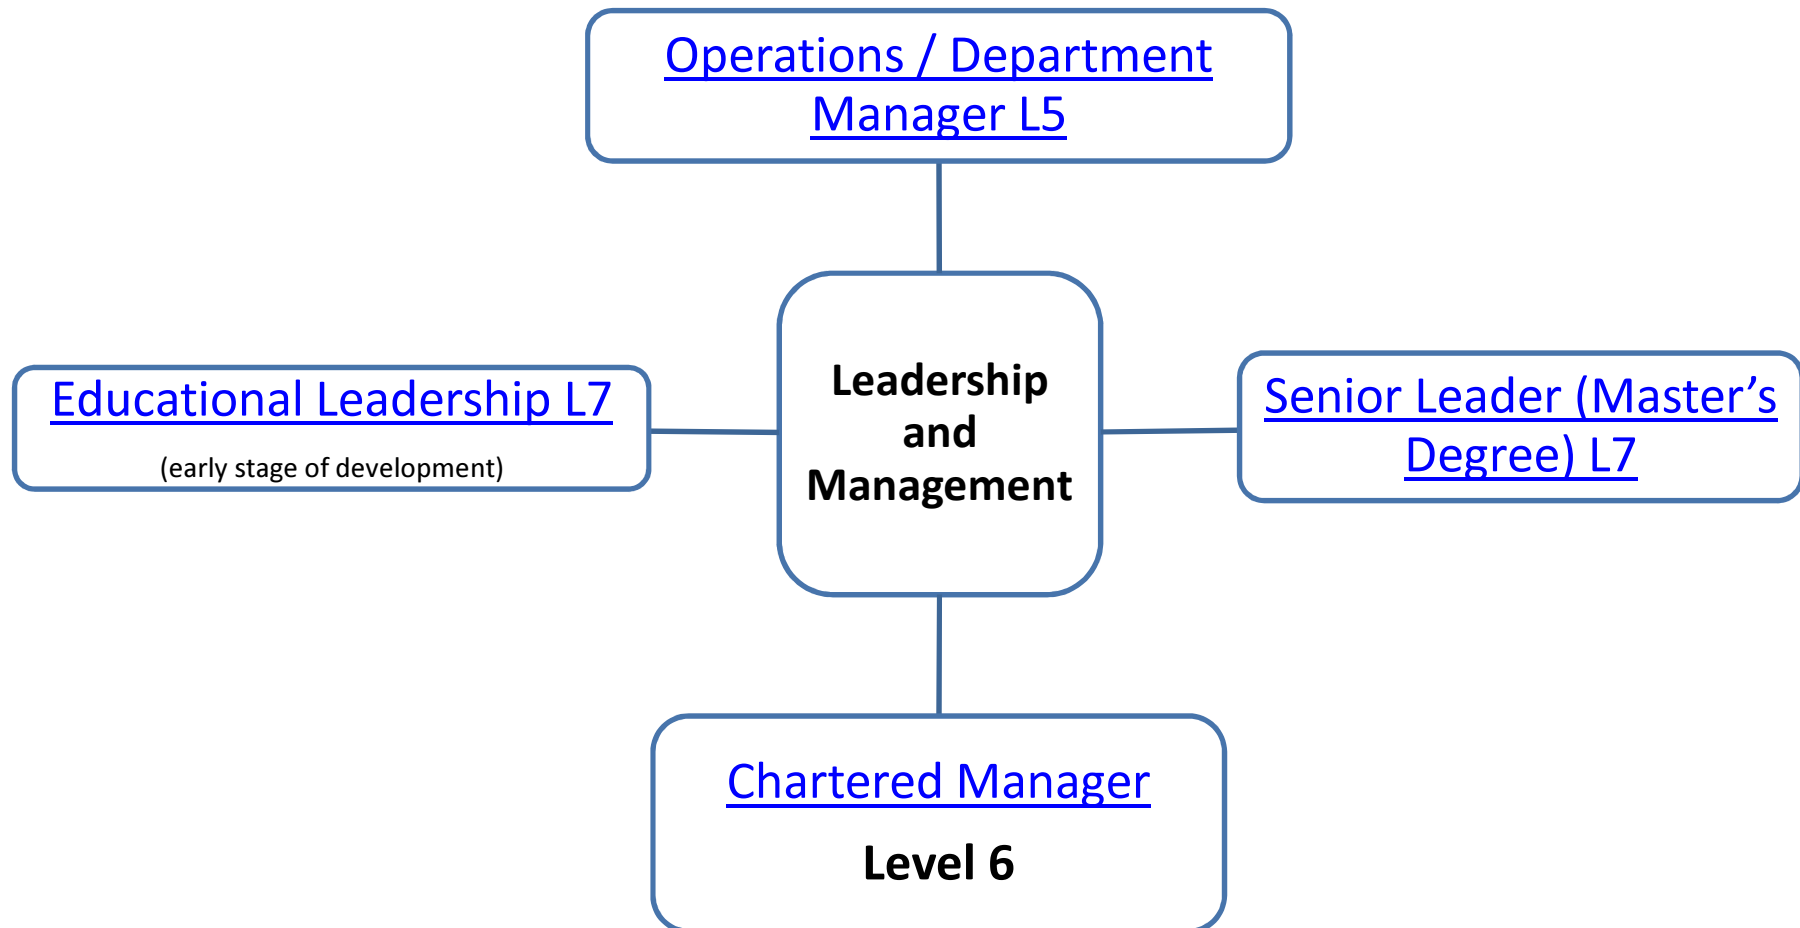 Operations / Department
Manager L5
Leadership
and
Management
Educational Leadership L7
(early stage of development)
Senior Leader (Master’s
Degree) L7
Chartered Manager
Level 6